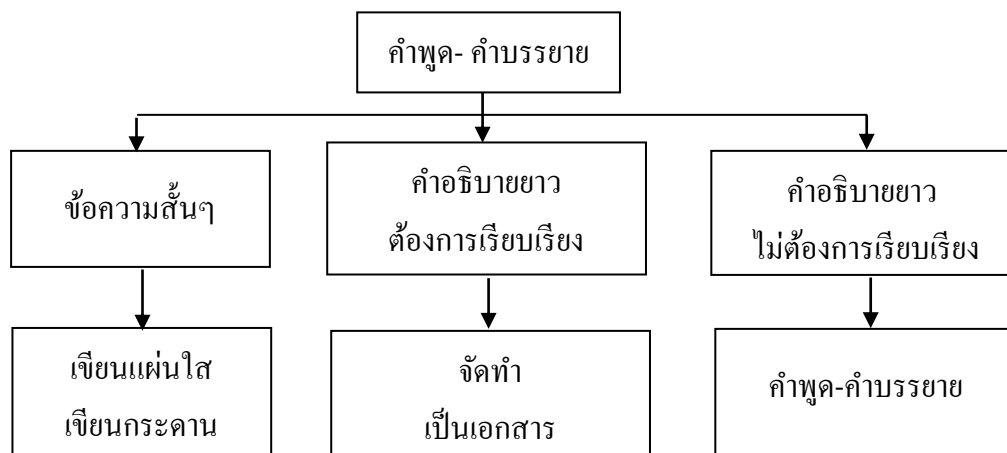 คำพูด- คำบรรยาย
ข้อความสั้นๆ
คำอธิบายยาว
ต้องการเรียบเรียง
คำอธิบายยาว
ไม่ต้องการเรียบเรียง
เขียนแผ่นใส
เขียนกระดาน
จัดทำ
เป็นเอกสาร
คำพูด-คำบรรยาย